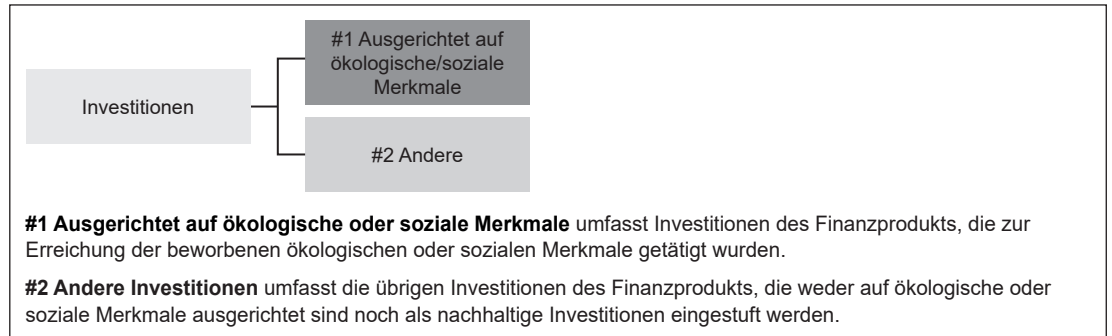 #1 Ausgerichtet auf
ökologische/soziale
Merkmale
Investitionen
#2 Andere
#1 Ausgerichtet auf ökologische oder soziale Merkmale umfasst Investitionen des Finanzprodukts, die zur
Erreichung der beworbenen ökologischen oder sozialen Merkmale getätigt wurden.
#2 Andere Investitionen umfasst die übrigen Investitionen des Finanzprodukts, die weder auf ökologische oder
soziale Merkmale ausgerichtet sind noch als nachhaltige Investitionen eingestuft werden.